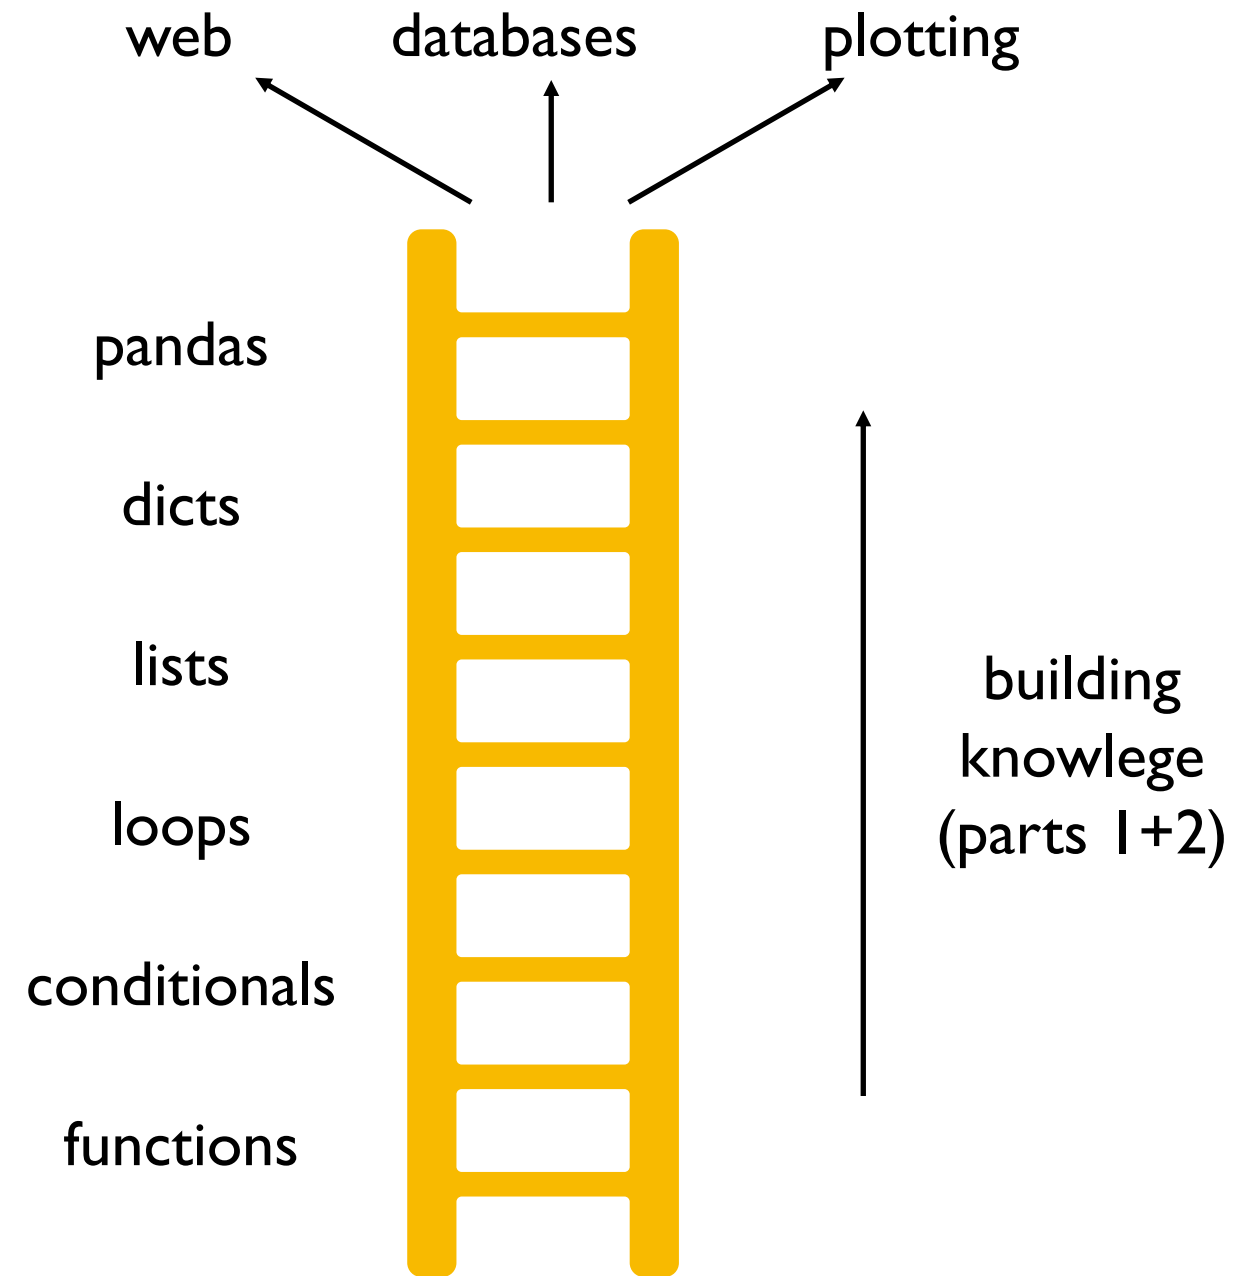 web databases plotting
pandas
dicts
lists
building
knowlege
loops
(parts 1+2)
conditionals
functions